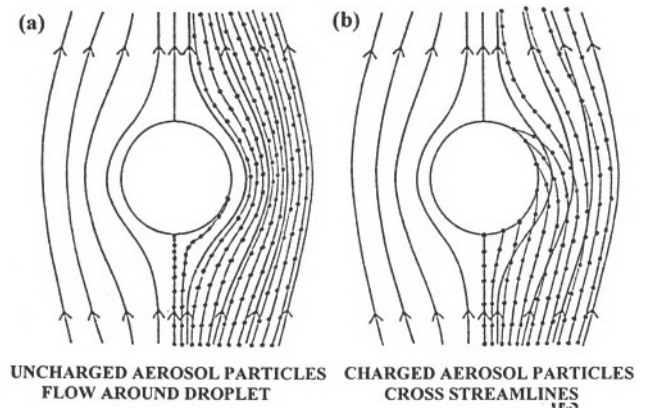 (a)
(b)
UNCHARGED AEROSOL PARTICLES
FLOW AROUND DROPLET
CHARGED AEROSOL PARTICLES
CROSS STREAMLINES